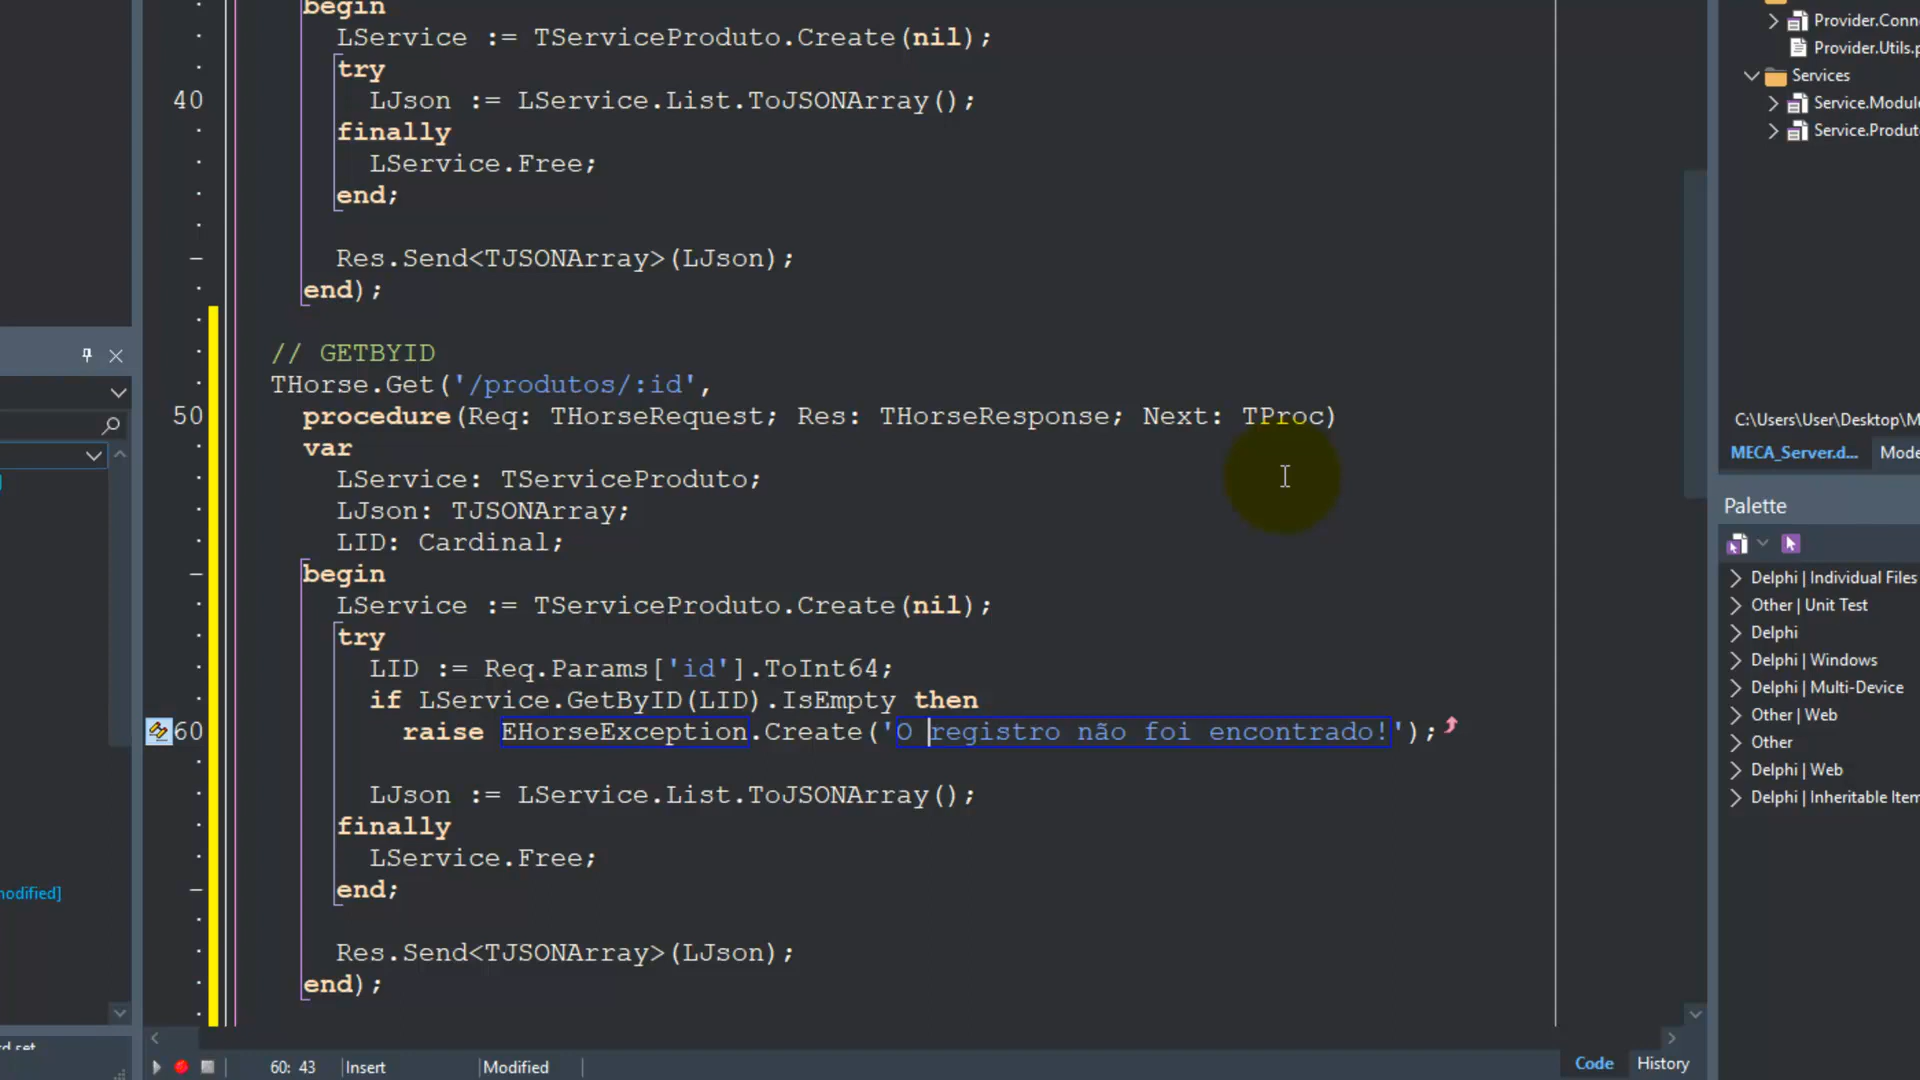 begin
LService := TServiceProduto.Create(nil);
try
40 LJson := LService.List.ToJSONArray();
finally
LService.Free;
end;
Res.Send<TJSONArray>(LJson);
end);
// GETBYID
THorse.Get('/produtos/:id',
50 procedure(Req: THorseRequest; Res: THorseResponse; Next: TProc)
var
LService: TServiceProduto;
LJson: TJSONArray;
LID: Cardinal;
begin
LService := TServiceProduto.Create(nil);
try
LID := Req.Params['id'].ToInt64;
if LService.GetByID(LID).IsEmpty then
60 raise EHorseException.Create('O registro não foi encontrado!');
LJson := LService.List.ToJSONArray();
finally
LService.Free;
end;
Res.Send<TJSONArray>(LJson);
end);
modified]
60: 43 Insert Modified
Code History
Provider.Conn
Provider.Utils.p
Services
Service.Modul
Service.Produt
C:\Users\User\Desktop\M
MECA_Server.d... Mode
Palette
Delphi | Individual Files
Other | Unit Test
Delphi
Delphi | Windows
Delphi | Multi-Device
Other | Web
Other
Delphi | Web
Delphi | Inheritable Item